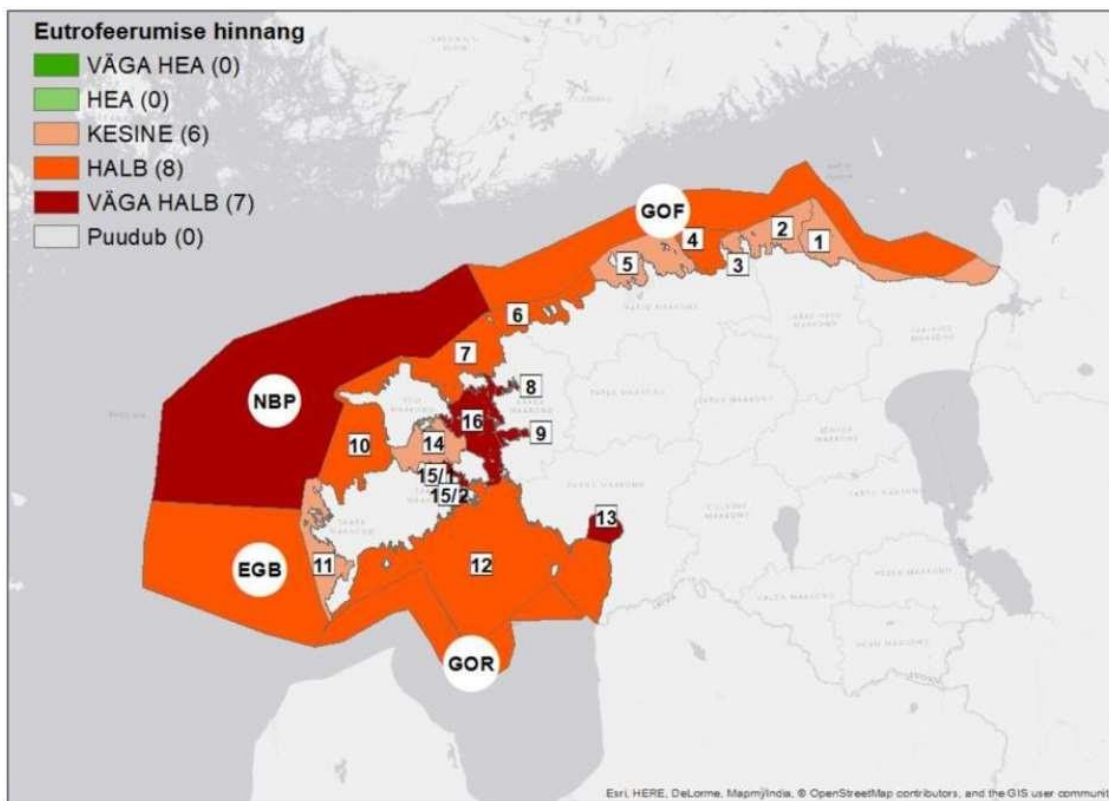 Eutrofeerumise hinnang
VÄGA HEA (0)
HEA (0)
KESINE (6)
HALB (8)
VÄGA HALB (7)
Puudub (0)
GOF
2
1
4
3
5
6
7
8
NBP
16
9
14
10
15/1
15/2
13
11
12
EGB
GOR
Esri, HERE, DeLorme, MapmyIndia, © OpenStreetMap contributors, and the GIS user communit